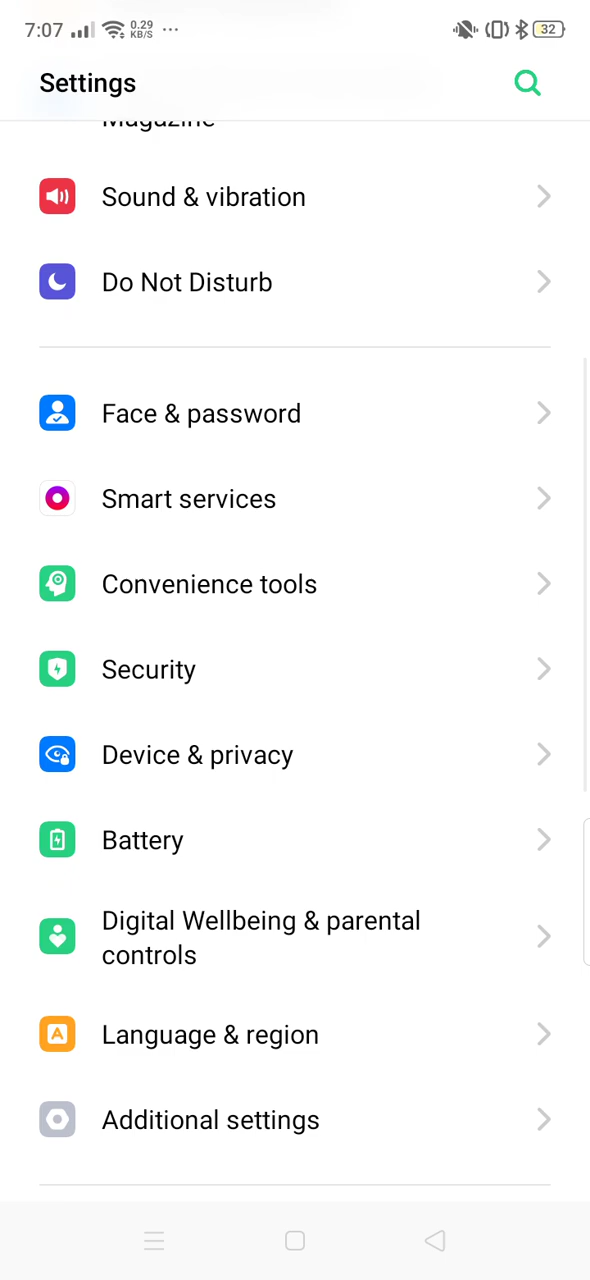 7:07 0.29 KB/S ... 32
Settings
Magazine
Sound & vibration
Do Not Disturb
Face & password
Smart services
Convenience tools
Security
Device & privacy
Battery
Digital Wellbeing & parental
controls
Language & region
A
Additional settings